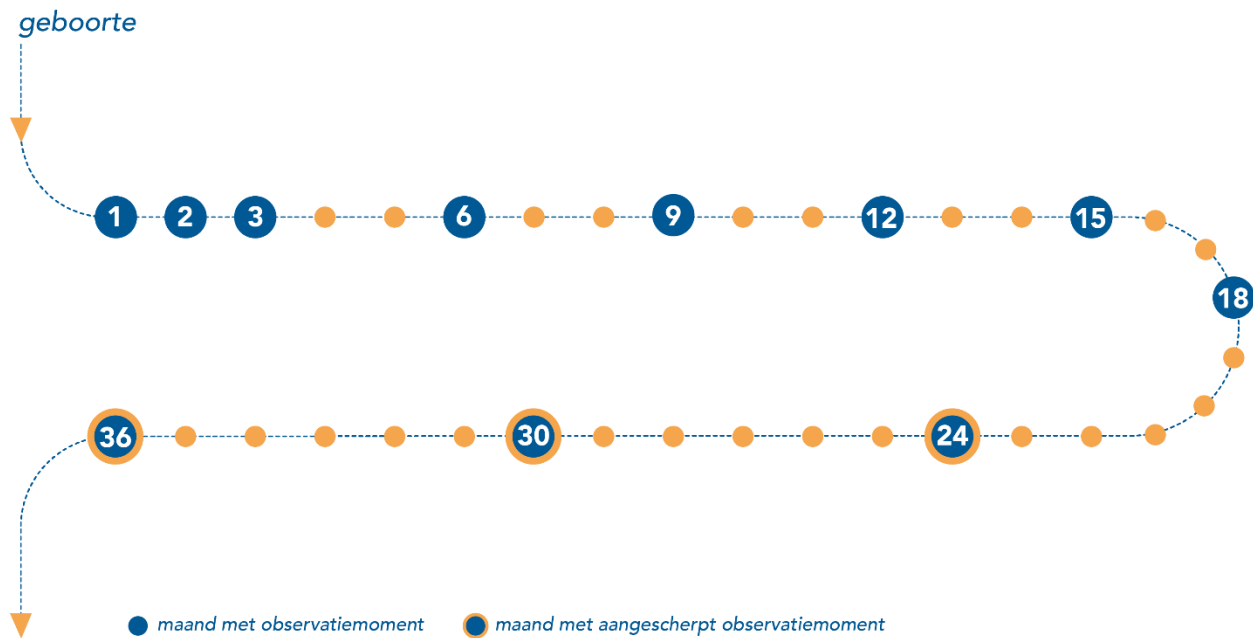 geboorte
1 2 3 6 9 12 15
18
36 30 24
maand met observatiemoment maand met aangescherpt observatiemoment